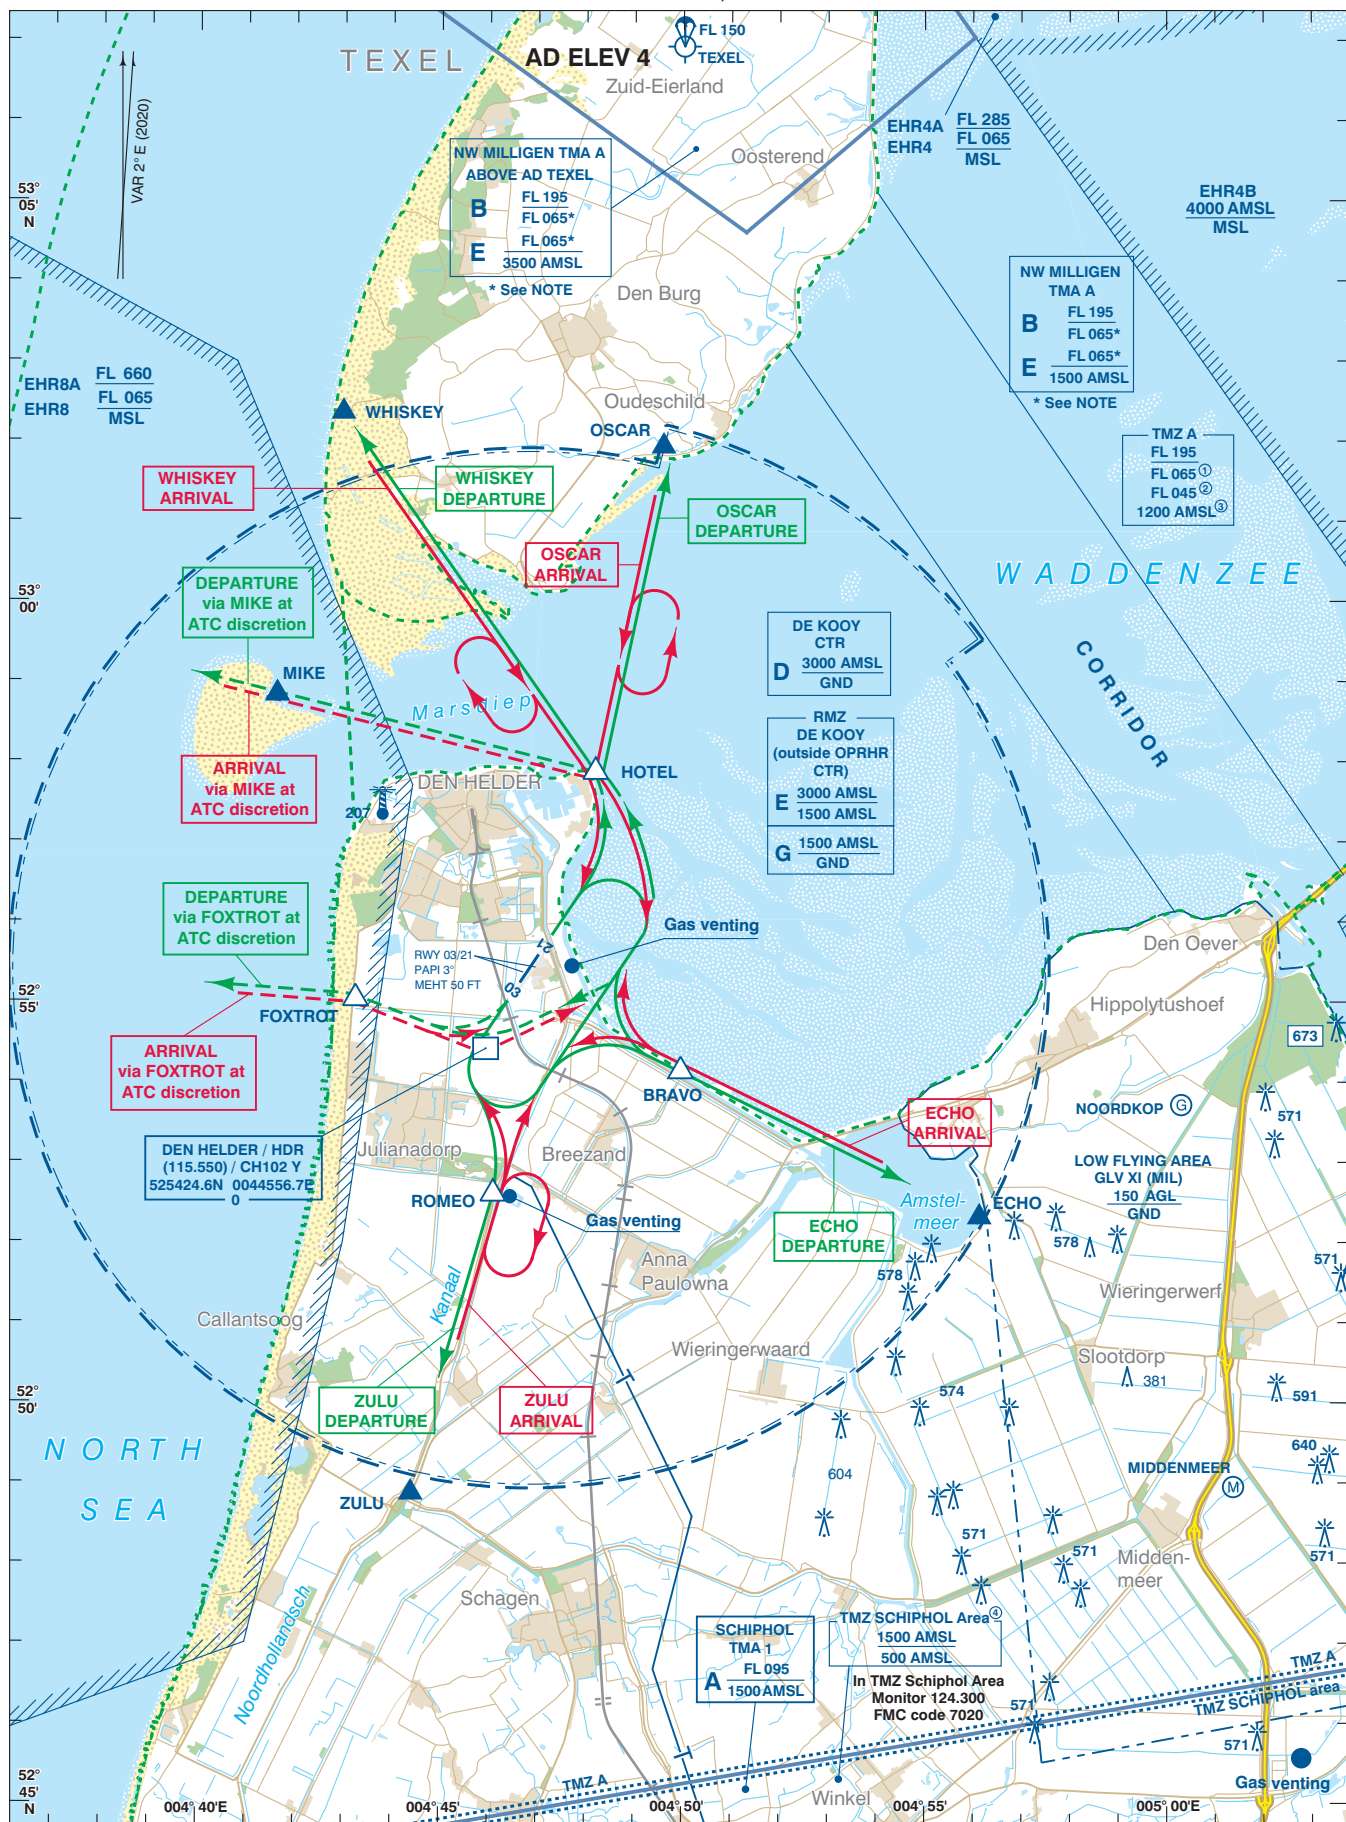 TEXEL
AD ELEV 4
FL 150
TEXEL
Zuid-Eierland
VAR 2° E (2020)
EHR4A
FL 285
FL 065
EHR4
MSL
NW MILLIGEN TMA A
ABOVE AD TEXEL
B
FL 195
FL 065*
E
FL 065*
3500 AMSL
* See NOTE
Oosterend
53°
05'
N
EHR4B
4000 AMSL
MSL
NW MILLIGEN
TMA A
B
FL 195
FL 065*
E
FL 065*
1500 AMSL
* See NOTE
Den Burg
EHR8A
FL 660
FL 065
EHR8
MSL
WHISKEY
Oudeschild
OSCAR
TMZ A
FL 195
FL 065 ①
FL 045 ②
1200 AMSL ③
WHISKEY
ARRIVAL
WHISKEY
DEPARTURE
OSCAR
DEPARTURE
OSCAR
ARRIVAL
WADDENZEE
DEPARTURE
via MIKE at
ATC discretion
53°
00'
DE KOOY
CTR
D
3000 AMSL
GND
CORRIDOR
MIKE
Marsdiep
RMZ
DE KOOY
(outside OPRHR
CTR)
E
3000 AMSL
1500 AMSL
G
1500 AMSL
GND
ARRIVAL
via MIKE at
ATC discretion
HOTEL
DEN HELDER
207
DEPARTURE
via FOXTROT at
ATC discretion
Gas venting
Den Oever
RWY 03/21
PAPI 3°
MEHT 50 FT
21
03
52°
55'
FOXTROT
Hippolytushoef
673
ARRIVAL
via FOXTROT at
ATC discretion
BRAVO
ECHO
ARRIVAL
NOORDKOP G
571
DEN HELDER / HDR
(115.550) / CH102 Y
525424.6N 0044556.7E
0
Julianadorp
Breezand
LOW FLYING AREA
GLV XI (MIL)
150 AGL
GND
ROMEO
Gas venting
Amstel-
meer
ECHO
ECHO
DEPARTURE
578
578
571
Anna
Paulowna
Kanaal
Wieringerwerf
Callantsoog
Wieringerwaard
Slootdorp
381
574
591
52°
50'
ZULU
DEPARTURE
ZULU
ARRIVAL
NORTH
SEA
640
MIDDENMEER
M
604
ZULU
571
571
571
Midden-
meer
Schagen
Noordhollandsch
SCHIPHOL
TMA 1
A
FL 095
1500 AMSL
TMZ SCHIPHOL Area ④
1500 AMSL
500 AMSL
In TMZ Schiphol Area
Monitor 124.300
FMC code 7020
571
TMZ A
TMZ SCHIPHOL area
571
Gas venting
TMZ A
Winkel
52°
45'
N
004° 40'E
004° 45'
004° 50'
004° 55'
005° 00'E